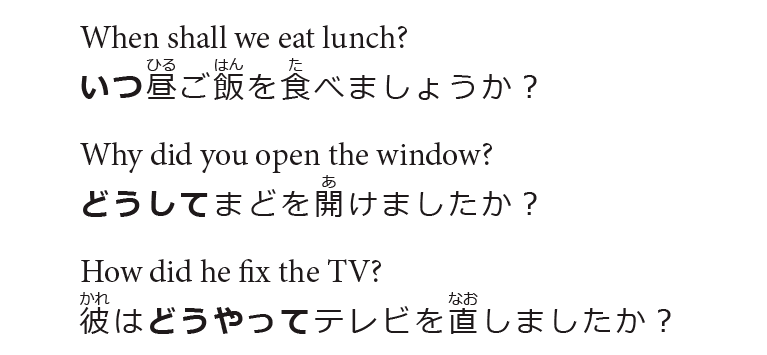 When shall we eat lunch?
ひる はん た
いつ昼ご飯を食べましょうか？
Why did you open the window?
あ
どうしてまどを開けましたか？
How did he fix the TV?
かれ なお
彼はどうやってテレビを直しましたか？